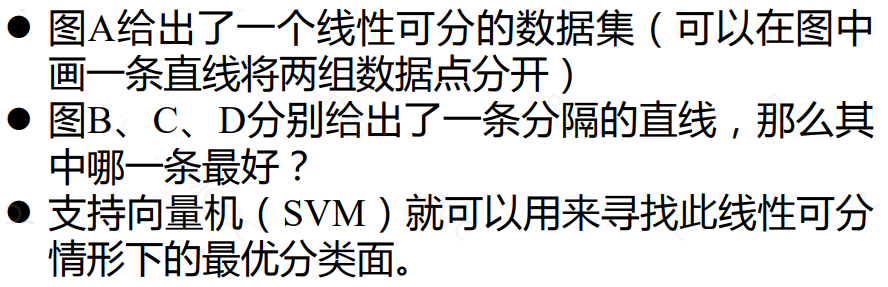 ● 图A给出了一个线性可分的数据集（可以在图中
画一条直线将两组数据点分开）
● 图B、C、D分别给出了一条分隔的直线，那么其
中哪一条最好？
● 支持向量机（SVM）就可以用来寻找此线性可分
情形下的最优分类面。